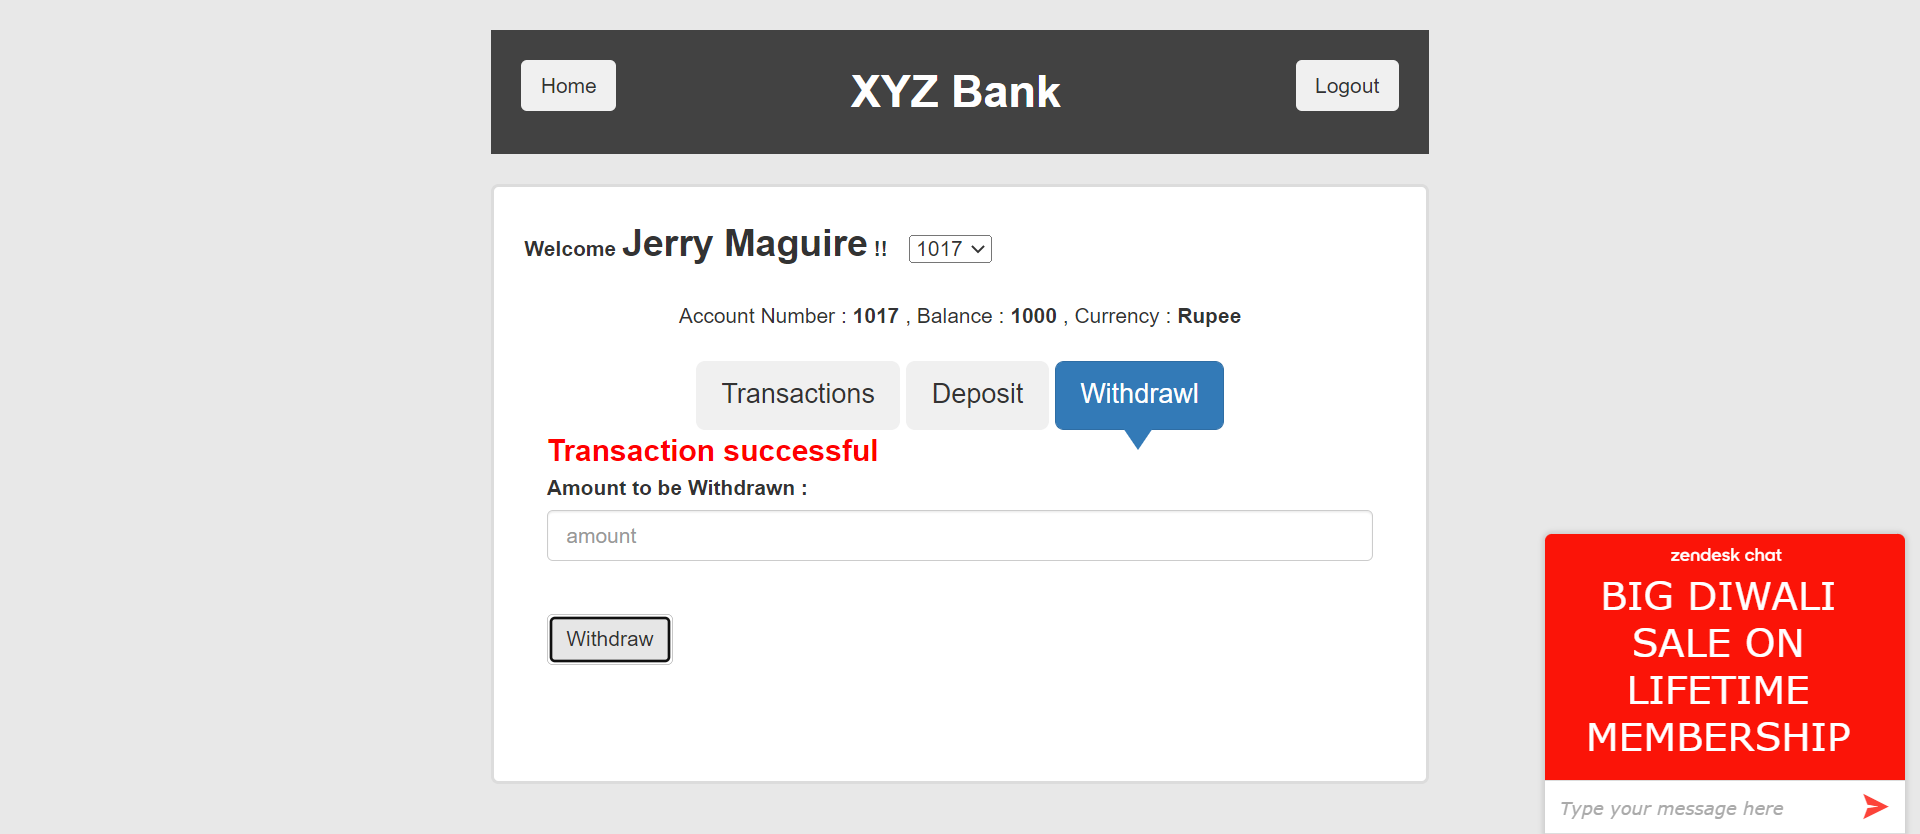 Home
XYZ Bank
Logout
Welcome Jerry Maguire !! 1017
Account Number : 1017 , Balance : 1000 , Currency : Rupee
Transactions
Deposit
Withdrawl
Transaction successful
Amount to be Withdrawn :
amount
Withdraw
zendesk chat
BIG DIWALI
SALE ON
LIFETIME
MEMBERSHIP
Type your message here